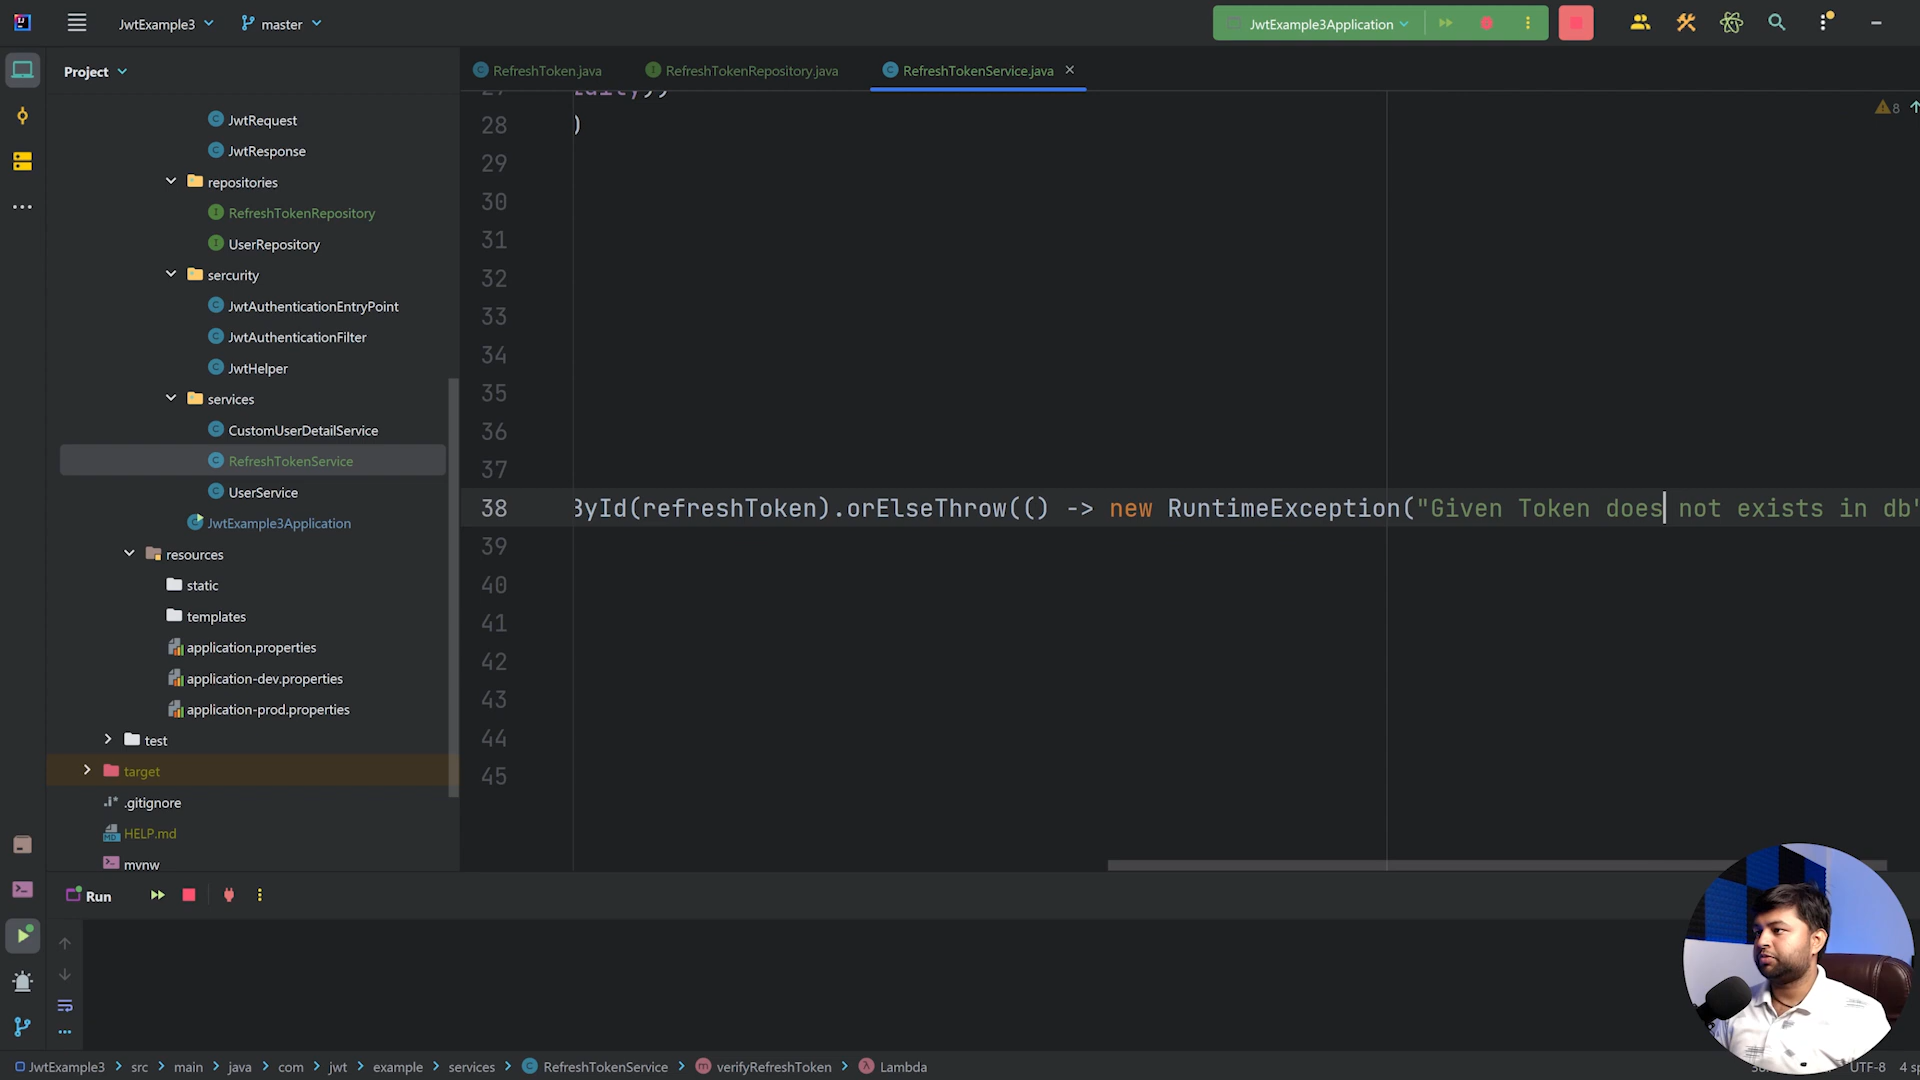 JwtExample3 master JwtExample3Application
Project
RefreshToken.java RefreshTokenRepository.java RefreshTokenService.java
JwtRequest
JwtResponse
repositories
RefreshTokenRepository
UserRepository
sercurity
JwtAuthenticationEntryPoint
JwtAuthenticationFilter
JwtHelper
services
CustomUserDetailService
RefreshTokenService
UserService
JwtExample3Application
resources
static
templates
application.properties
application-dev.properties
application-prod.properties
test
target
.gitignore
HELP.md
mvnw
8
28 )
29
30
31
32
33
34
35
36
37
38 ById(refreshToken).orElseThrow(() -> new RuntimeException("Given Token does not exists in db"
39
40
41
42
43
44
45
Run
JwtExample3 > src > main > java > com > jwt > example > services > RefreshTokenService > verifyRefreshToken > Lambda
UTF-8